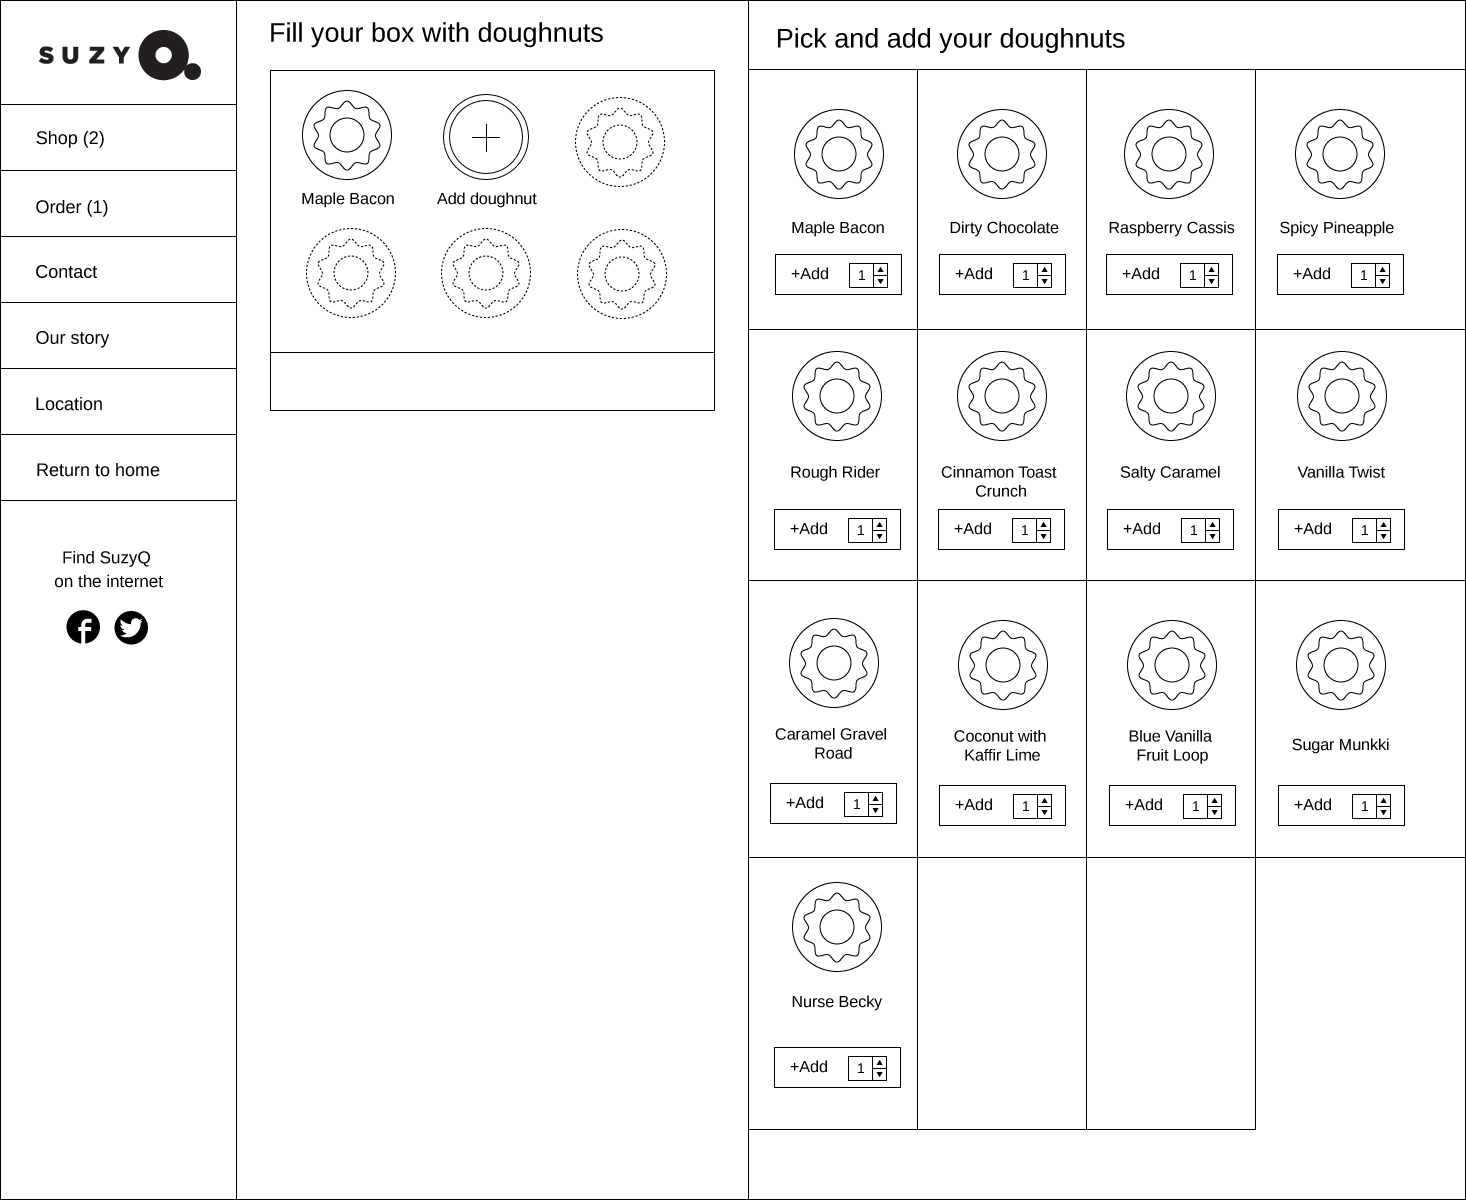 SUZY Q.
Shop (2)
Order (1)
Contact
Our story
Location
Return to home
Find SuzyQ
on the internet
Fill your box with doughnuts
Maple Bacon
Add doughnut
Pick and add your doughnuts
Maple Bacon
+Add 1
Dirty Chocolate
+Add 1
Raspberry Cassis
+Add 1
Spicy Pineapple
+Add 1
Rough Rider
+Add 1
Cinnamon Toast
Crunch
+Add 1
Salty Caramel
+Add 1
Vanilla Twist
+Add 1
Caramel Gravel
Road
+Add 1
Coconut with
Kaffir Lime
+Add 1
Blue Vanilla
Fruit Loop
+Add 1
Sugar Munkki
+Add 1
Nurse Becky
+Add 1